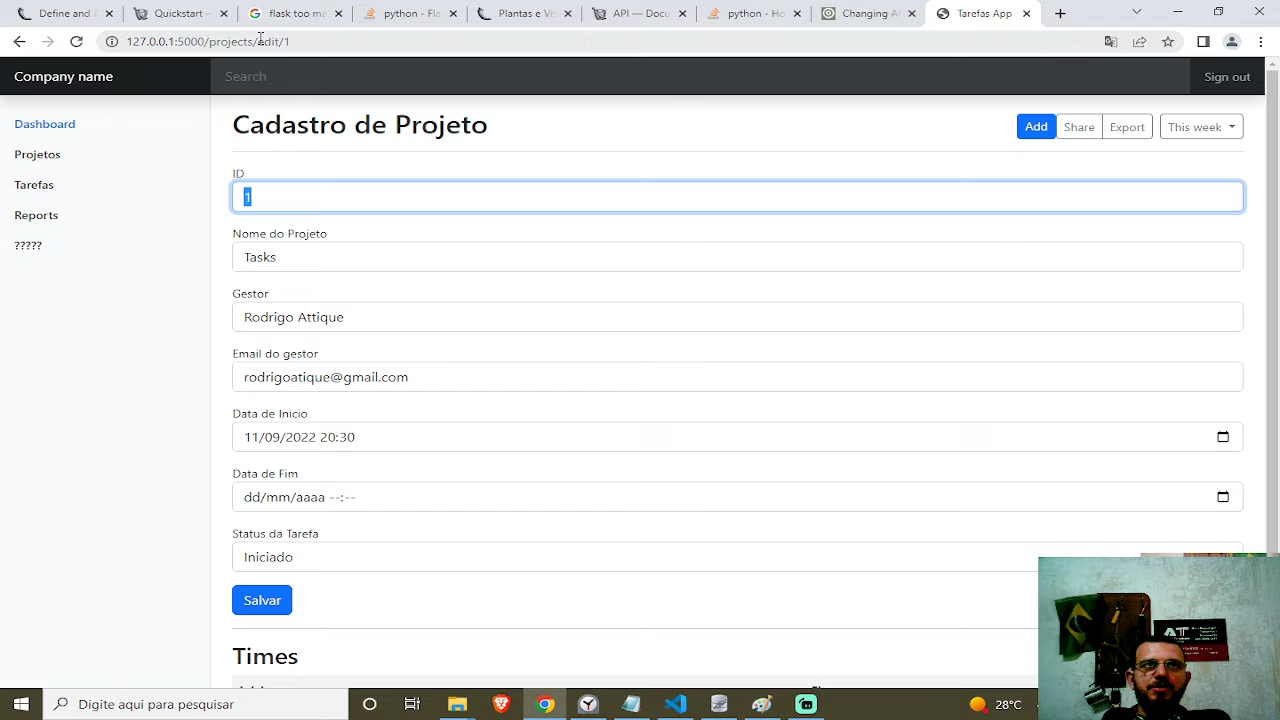 Define and A
Quickstart –
flask too ma
python - Fla
Plantas e Vis
API — Docu
python - Ho
Changing Al
Tarefas App
127.0.0.1:5000/projects/edit/1
Company name
Search
Sign out
Dashboard
Projetos
Tarefas
Reports
?????
Cadastro de Projeto
Add
Share
Export
This week
ID
1
Nome do Projeto
Tasks
Gestor
Rodrigo Attique
Email do gestor
rodrigoatique@gmail.com
Data de Inicio
11/09/2022 20:30
Data de Fim
dd/mm/aaaa --:--
Status da Tarefa
Iniciado
Salvar
Times
AT
Digite aqui para pesquisar
28°C